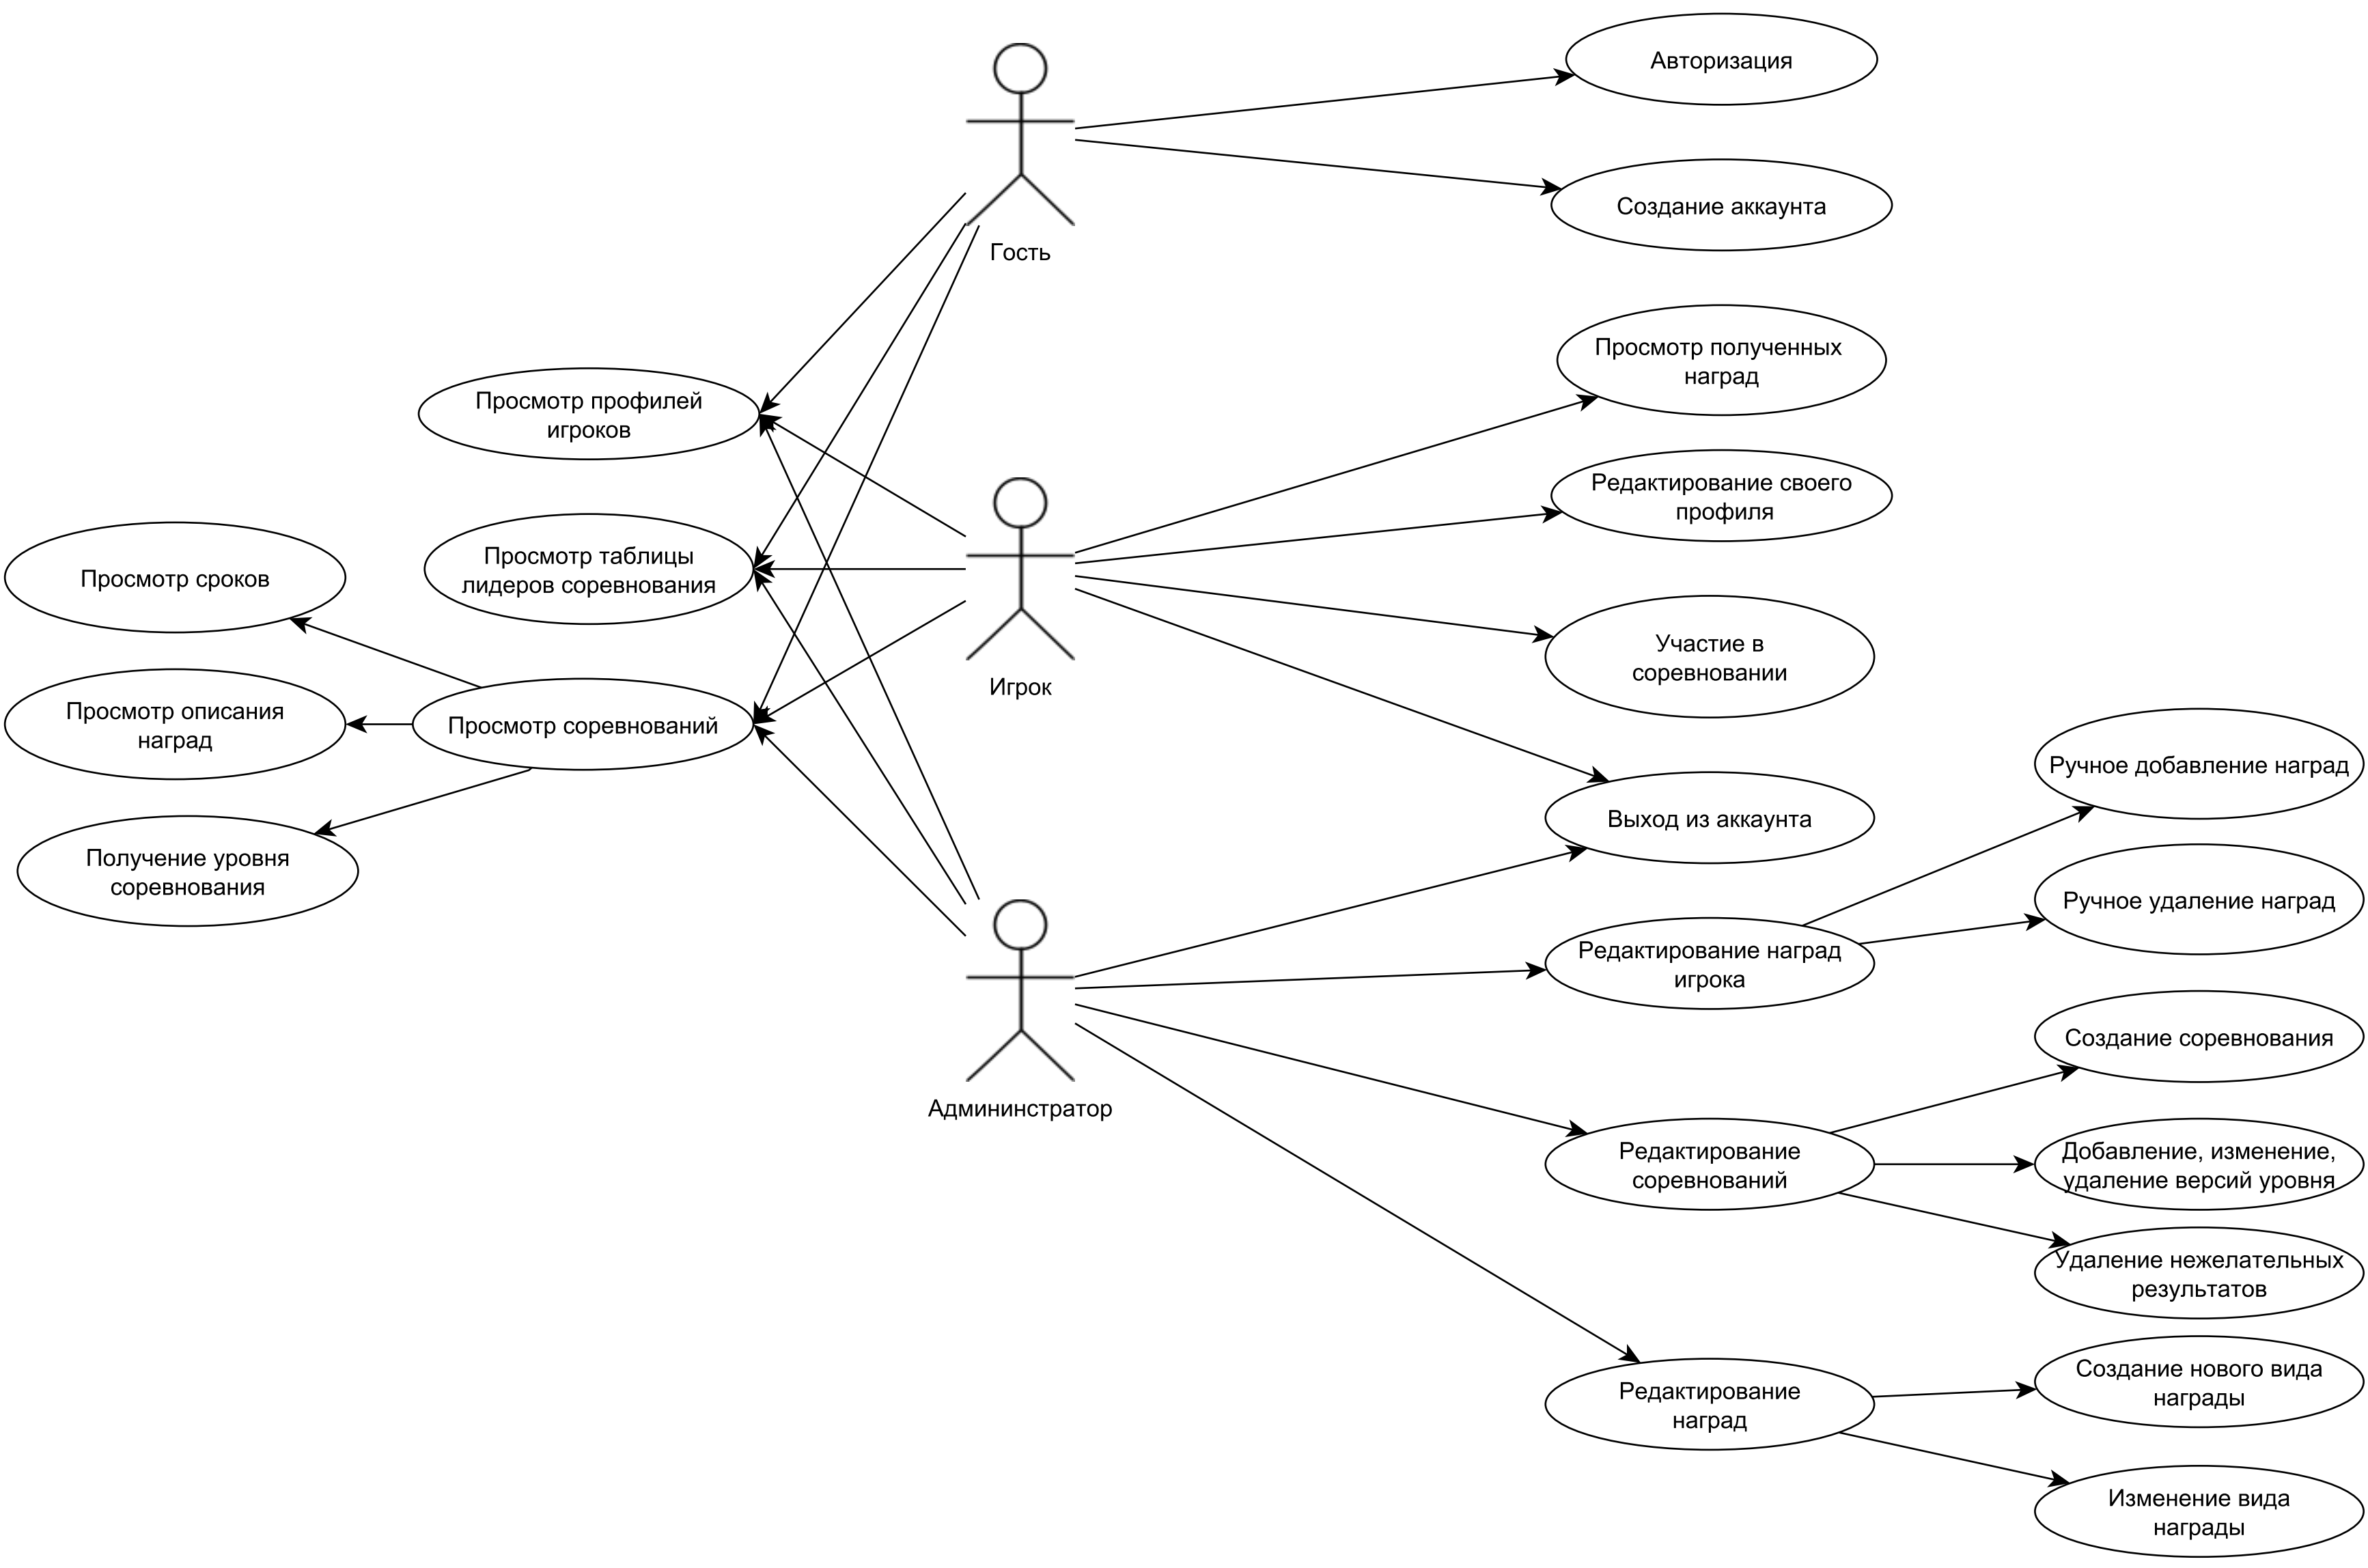 Авторизация
Создание аккаунта
Гость
Просмотр полученных
наград
Просмотр профилей
игроков
Редактирование своего
профиля
Просмотр таблицы
лидеров соревнования
Просмотр сроков
Участие в
соревновании
Игрок
Просмотр описания
наград
Просмотр соревнований
Ручное добавление наград
Выход из аккаунта
Получение уровня
соревнования
Ручное удаление наград
Редактирование наград
игрока
Создание соревнования
Админинстратор
Редактирование
соревнований
Добавление, изменение,
удаление версий уровня
Удаление нежелательных
результатов
Редактирование
наград
Создание нового вида
награды
Изменение вида
награды